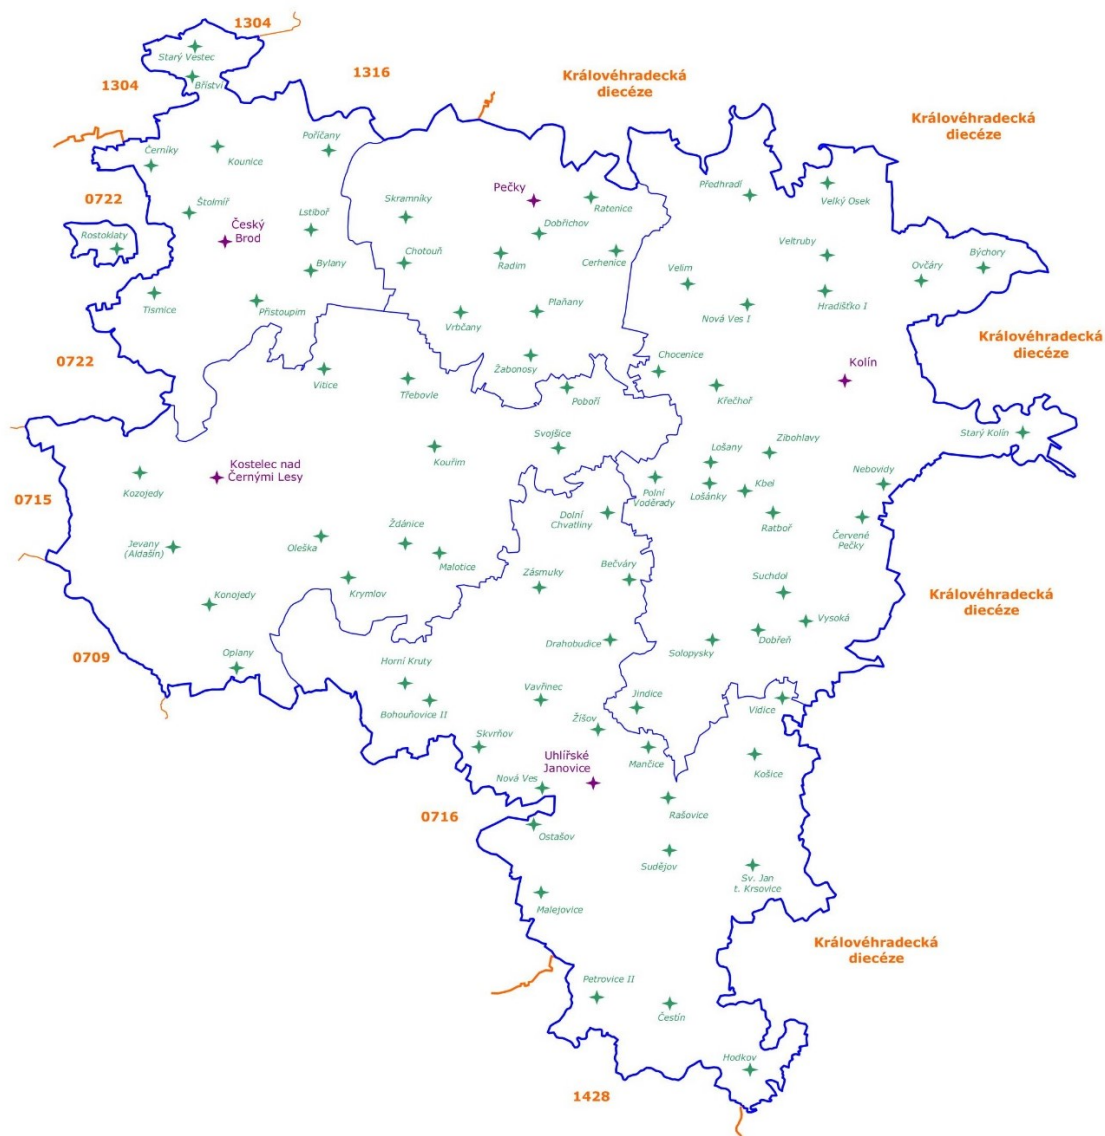 1304
Starý Vestec
1304
Bříství
1316
Královéhradecká
diecéze
Královéhradecká
diecéze
Poříčany
Černíky
Kounice
0722
Štolmíř
Skramníky
Pečky
Ratenice
Předhradí
Velký Osek
Lstiboř
Český
Brod
Dobřichov
Rostoklaty
Chotouň
Radim
Cerhenice
Veltruby
Býchory
Bylany
Velim
Ovčáry
Tismice
Přistoupim
Vrbčany
Plaňany
Nová Ves I
Hradišťko I
Královéhradecká
diecéze
0722
Vitice
Třebovle
Žabonosy
Chocenice
Kolín
Poboří
Křečhoř
Starý Kolín
Svojšice
Kouřim
Lošany
Zibohlavy
Kostelec nad
Černými Lesy
Kozojedy
Polní
Voděrady
Lošánky
Kbel
Nebovidy
0715
Dolní
Chvatliny
Ratboř
Červené
Pečky
Jevany
(Aldašín)
Oleška
Ždánice
Malotice
Bečváry
Zásmuky
Suchdol
Královéhradecká
diecéze
Krymlov
Konojedy
Vysoká
Drahobudice
Solopysky
Dobřeň
0709
Oplany
Horní Kruty
Bohouňovice II
Vavřinec
Jindice
Vidice
Žíšov
Skvrňov
Uhlířské
Janovice
Mančice
Košice
Nová Ves
0716
Rašovice
Ostašov
Sudějov
Sv. Jan
t. Krsovice
Malejovice
Královéhradecká
diecéze
Petrovice II
Čestín
Hodkov
1428